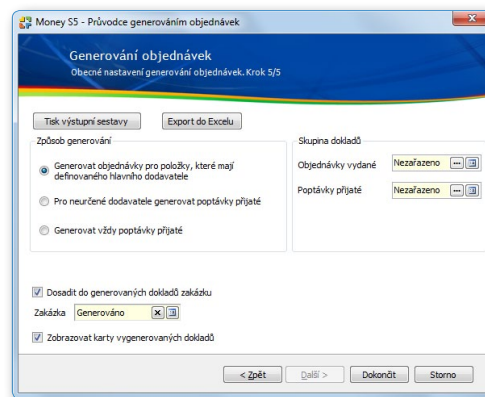 Money S5 - Průvodce generováním objednávek
Generování objednávek
Obecné nastavení generování objednávek. Krok 5/5
Tisk výstupní sestavy
Export do Excelu
Způsob generování
Generovat objednávky pro položky, které mají
definovaného hlavního dodavatele
Pro neurčené dodavatele generovat poptávky přijaté
Generovat vždy poptávky přijaté
Skupina dokladů
Objednávky vydané Nezařazeno
Poptávky přijaté Nezařazeno
Dosadit do generovaných dokladů zakázku
Zakázka Generováno
Zobrazovat karty vygenerovaných dokladů
< Zpět
Další >
Dokončit
Storno